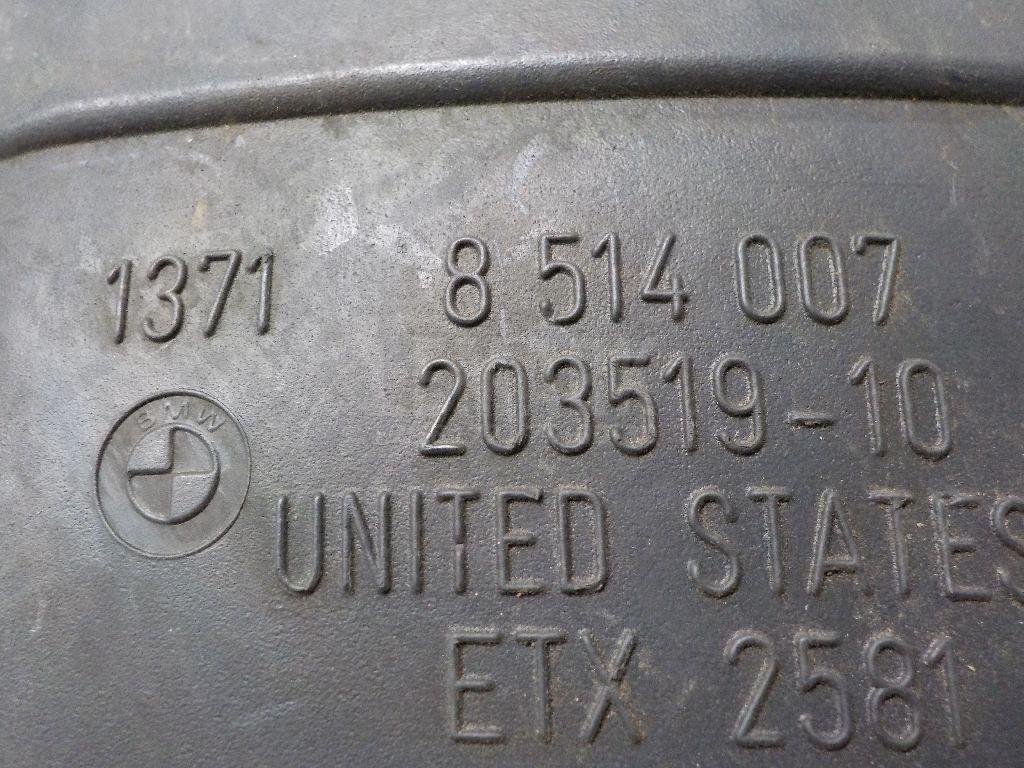 1371 8 514 007
203519-10
BMW
UNITED STATES
ETX 2581